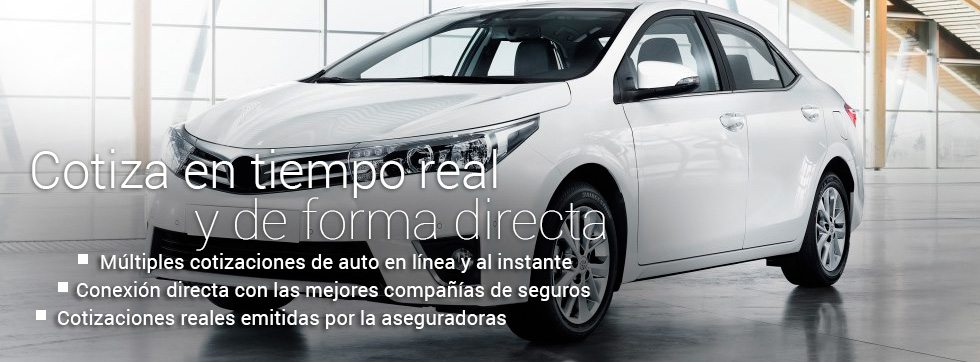 Cotiza en tiempo real
y de forma directa
Múltiples cotizaciones de auto en línea y al instante
Conexión directa con las mejores compañías de seguros
Cotizaciones reales emitidas por la aseguradoras